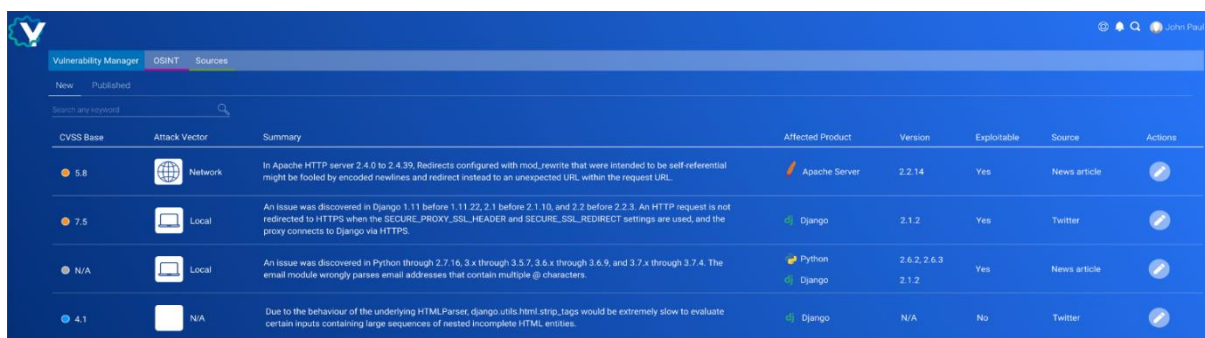 John Paul
Vulnerability Manager OSINT Sources
New Published
Search any keyword
CVSS Base Attack Vector Summary Affected Product Version Exploitable Source Actions
5.8 Network In Apache HTTP server 2.4.0 to 2.4.39, Redirects configured with mod_rewrite that were intended to be self-referential Apache Server 2.2.14 Yes News article
might be fooled by encoded newlines and redirect instead to an unexpected URL within the request URL.
An issue was discovered in Django 1.11 before 1.11.22, 2.1 before 2.1.10, and 2.2 before 2.2.3. An HTTP request is not
7.5 Local redirected to HTTPS when the SECURE_PROXY_SSL_HEADER and SECURE_SSL_REDIRECT settings are used, and the dj Django 2.1.2 Yes Twitter
proxy connects to Django via HTTPS.
An issue was discovered in Python through 2.7.16, 3.x through 3.5.7, 3.6.x through 3.6.9, and 3.7.x through 3.7.4. The Python 2.6.2, 2.6.3
N/A Local email module wrongly parses email addresses that contain multiple @ characters. dj Django 2.1.2 Yes News article
Due to the behaviour of the underlying HTMLParser, django.utils.html.strip_tags would be extremely slow to evaluate
4.1 N/A certain inputs containing large sequences of nested incomplete HTML entities. dj Django N/A No Twitter